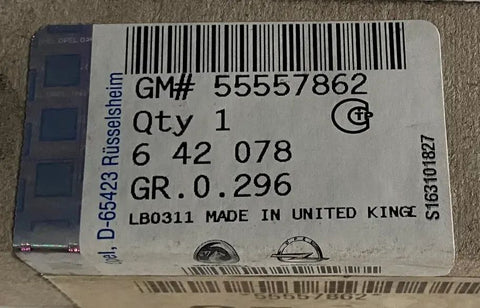 GM# 55557862
Qty 1
6 42 078
GR.0.296
LB0311 MADE IN UNITED KING
S163101827
D-65423 Rüsselsheim
OPEL
55557862